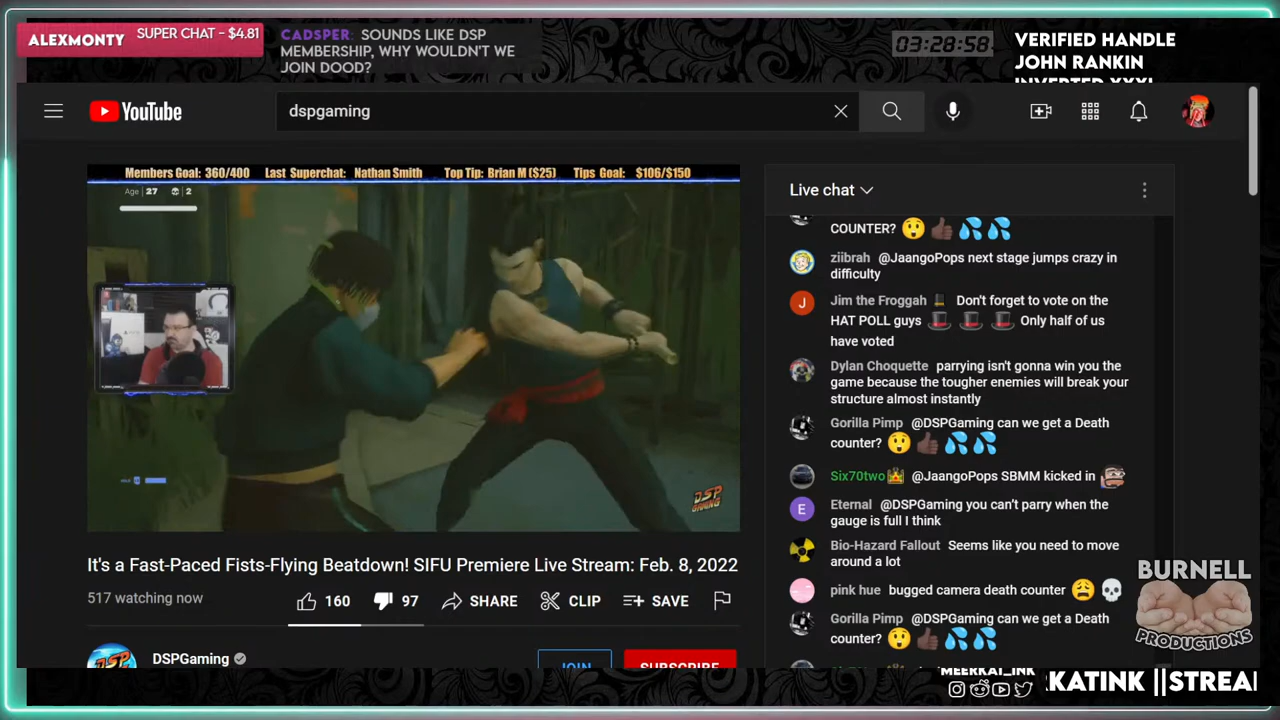 ALEXMONTY
SUPER CHAT - $4.81
CADSPER: SOUNDS LIKE DSP
MEMBERSHIP, WHY WOULDN'T WE
JOIN DOOD?
03:28:58
VERIFIED HANDLE
JOHN RANKIN
INVERTED XXXL
YouTube
dspgaming
Members Goal: 360/400 Last Superchat: Nathan Smith Top Tip: Brian M ($25) Tips Goal: $106/$150
Age 27 2
DSP
GAMING
It's a Fast-Paced Fists-Flying Beatdown! SIFU Premiere Live Stream: Feb. 8, 2022
517 watching now
160
97
SHARE
CLIP
SAVE
DSPGaming
JOIN
SUBSCRIBE
Live chat
COUNTER? 😲👍🏿💦💦
ziibrah @JaangoPops next stage jumps crazy in
difficulty
Jim the Froggah Don't forget to vote on the
HAT POLL guys 🎩🎩🎩 Only half of us
have voted
Dylan Choquette parrying isn't gonna win you the
game because the tougher enemies will break your
structure almost instantly
Gorilla Pimp @DSPGaming can we get a Death
counter? 😲👍🏿💦💦
Six70two @JaangoPops SBMM kicked in
E
Eternal @DSPGaming you can't parry when the
gauge is full I think
Bio-Hazard Fallout Seems like you need to move
around a lot
pink hue bugged camera death counter 😩💀
Gorilla Pimp @DSPGaming can we get a Death
counter? 😲👍🏿💦💦
J
BURNELL
PRODUCTIONS
MEERKAT_INK
KATINK ||STREA